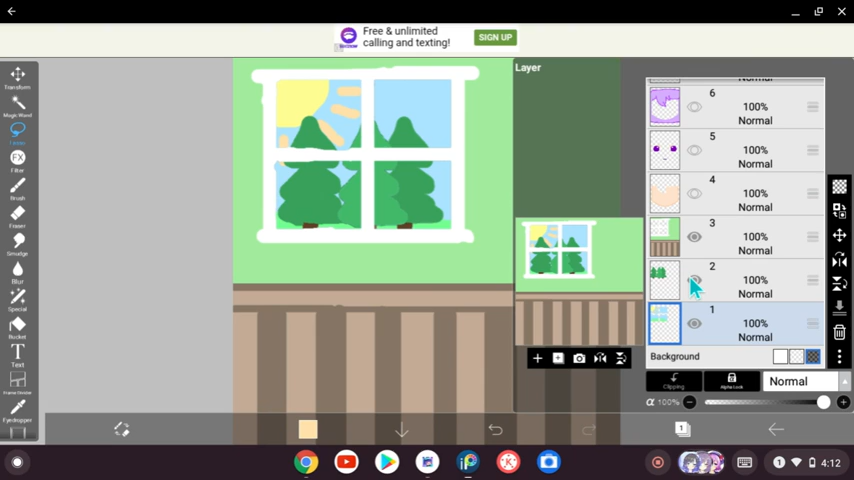 Free & unlimited
calling and texting!
SIGN UP
Layer
Transform
Magic Wand
Lasso
Filter
Brush
Eraser
Smudge
Blur
Special
Bucket
Text
Frame Divider
Eyedropper
FX
T
6
100%
Normal
5
100%
Normal
4
100%
Normal
3
100%
Normal
2
100%
Normal
1
100%
Normal
Background
Clipping
Alpha Lock
Normal
α 100%
1
1
4:12